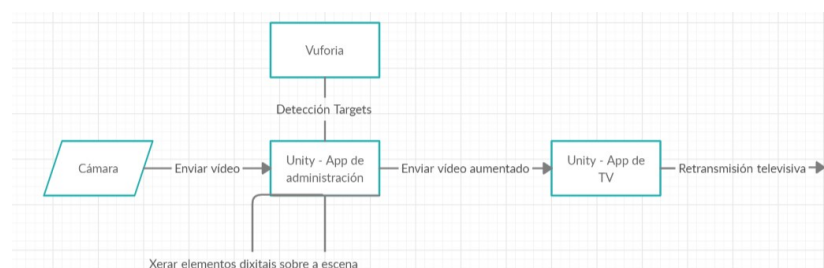 Vuforia
Detección Targets
Cámara
Enviar vídeo
Unity - App de
administración
Enviar vídeo aumentado
Unity - App de
TV
Retransmisión televisiva
Xerar elementos dixitais sobre a escena